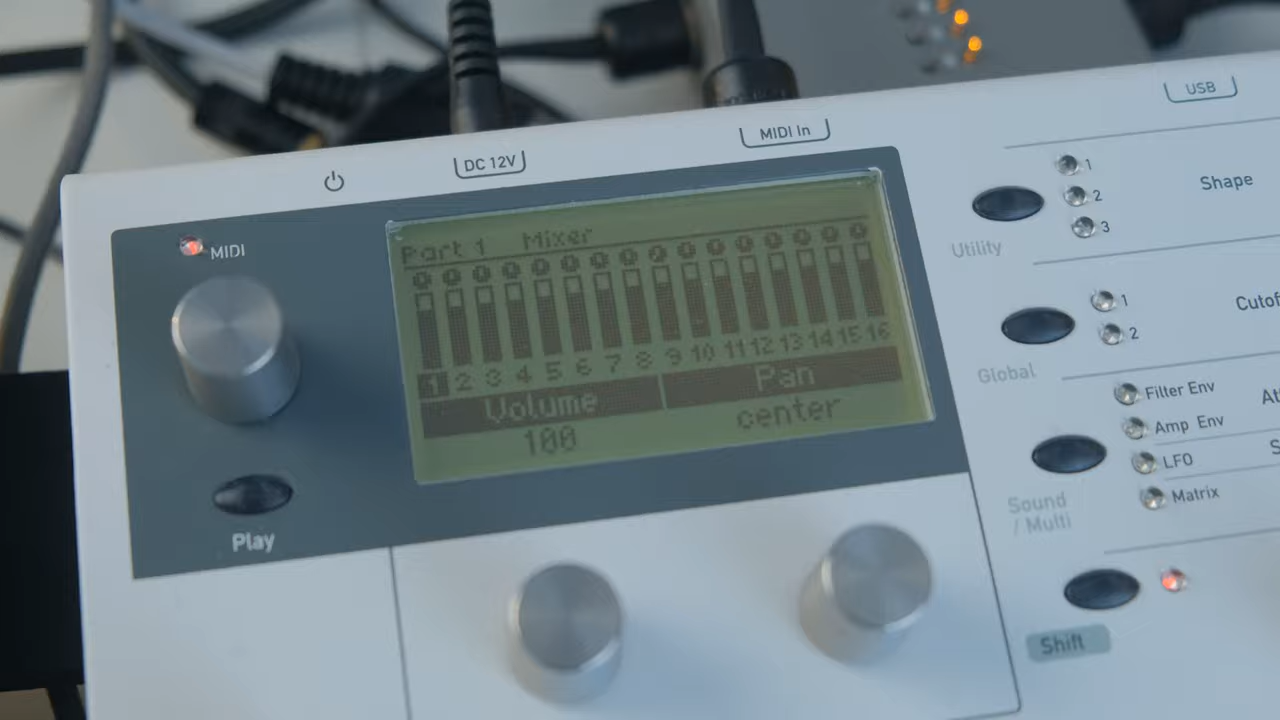 USB
MIDI In
DC 12V
MIDI
Part 1 Mixer
1 2 3 4 5 6 7 8 9 10 11 12 13 14 15 16
Volume Pan
100 center
Play
1
2
3
Shape
Utility
1
2
Cutof
Global
Filter Env
At
Amp Env
LFO
S
Matrix
Sound
/ Multi
Shift